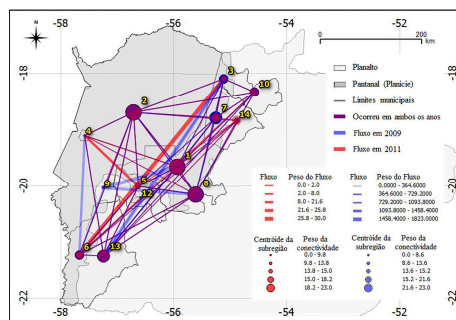 -58 -56 -54 -52
0 200
km
Planalto
Pantanal (Planície)
Limites municipais
Ocorreu em ambos os anos
Fluxo em 2009
Fluxo em 2011
-18
-20
-22
3
10
2
7
14
4
1
5
9
12
8
6
13
Fluxo Peso do Fluxo
0.0 - 2.0
2.0 - 8.0
8.0 - 21.6
21.6 - 25.8
25.8 - 30.0
Fluxo Peso do Fluxo
0.0000 - 364.6000
364.6000 - 729.2000
729.2000 - 1093.8000
1093.8000 - 1458.4000
1458.4000 - 1823.0000
Centróide da subregião
Peso da conectividade
0.0 - 9.8
9.8 - 13.8
13.8 - 15.0
15.0 - 18.2
18.2 - 23.0
Centróide da subregião
Peso da conectividade
0.0 - 8.6
8.6 - 13.6
13.6 - 15.2
15.2 - 21.6
21.6 - 23.0